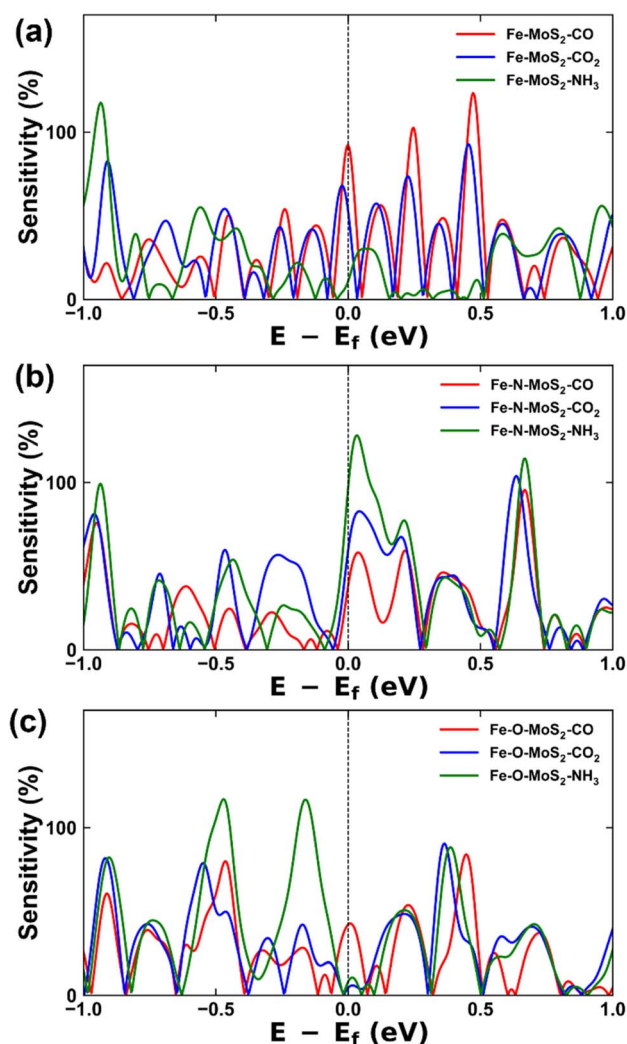 (a)
Fe-MoS₂-CO
Fe-MoS₂-CO₂
Fe-MoS₂-NH₃
Sensitivity (%)
100
0
−1.0 −0.5 0.0 0.5 1.0
E − E_f (eV)
(b)
Fe-N-MoS₂-CO
Fe-N-MoS₂-CO₂
Fe-N-MoS₂-NH₃
Sensitivity (%)
100
0
−1.0 −0.5 0.0 0.5 1.0
E − E_f (eV)
(c)
Fe-O-MoS₂-CO
Fe-O-MoS₂-CO₂
Fe-O-MoS₂-NH₃
Sensitivity (%)
100
0
−1.0 −0.5 0.0 0.5 1.0
E − E_f (eV)